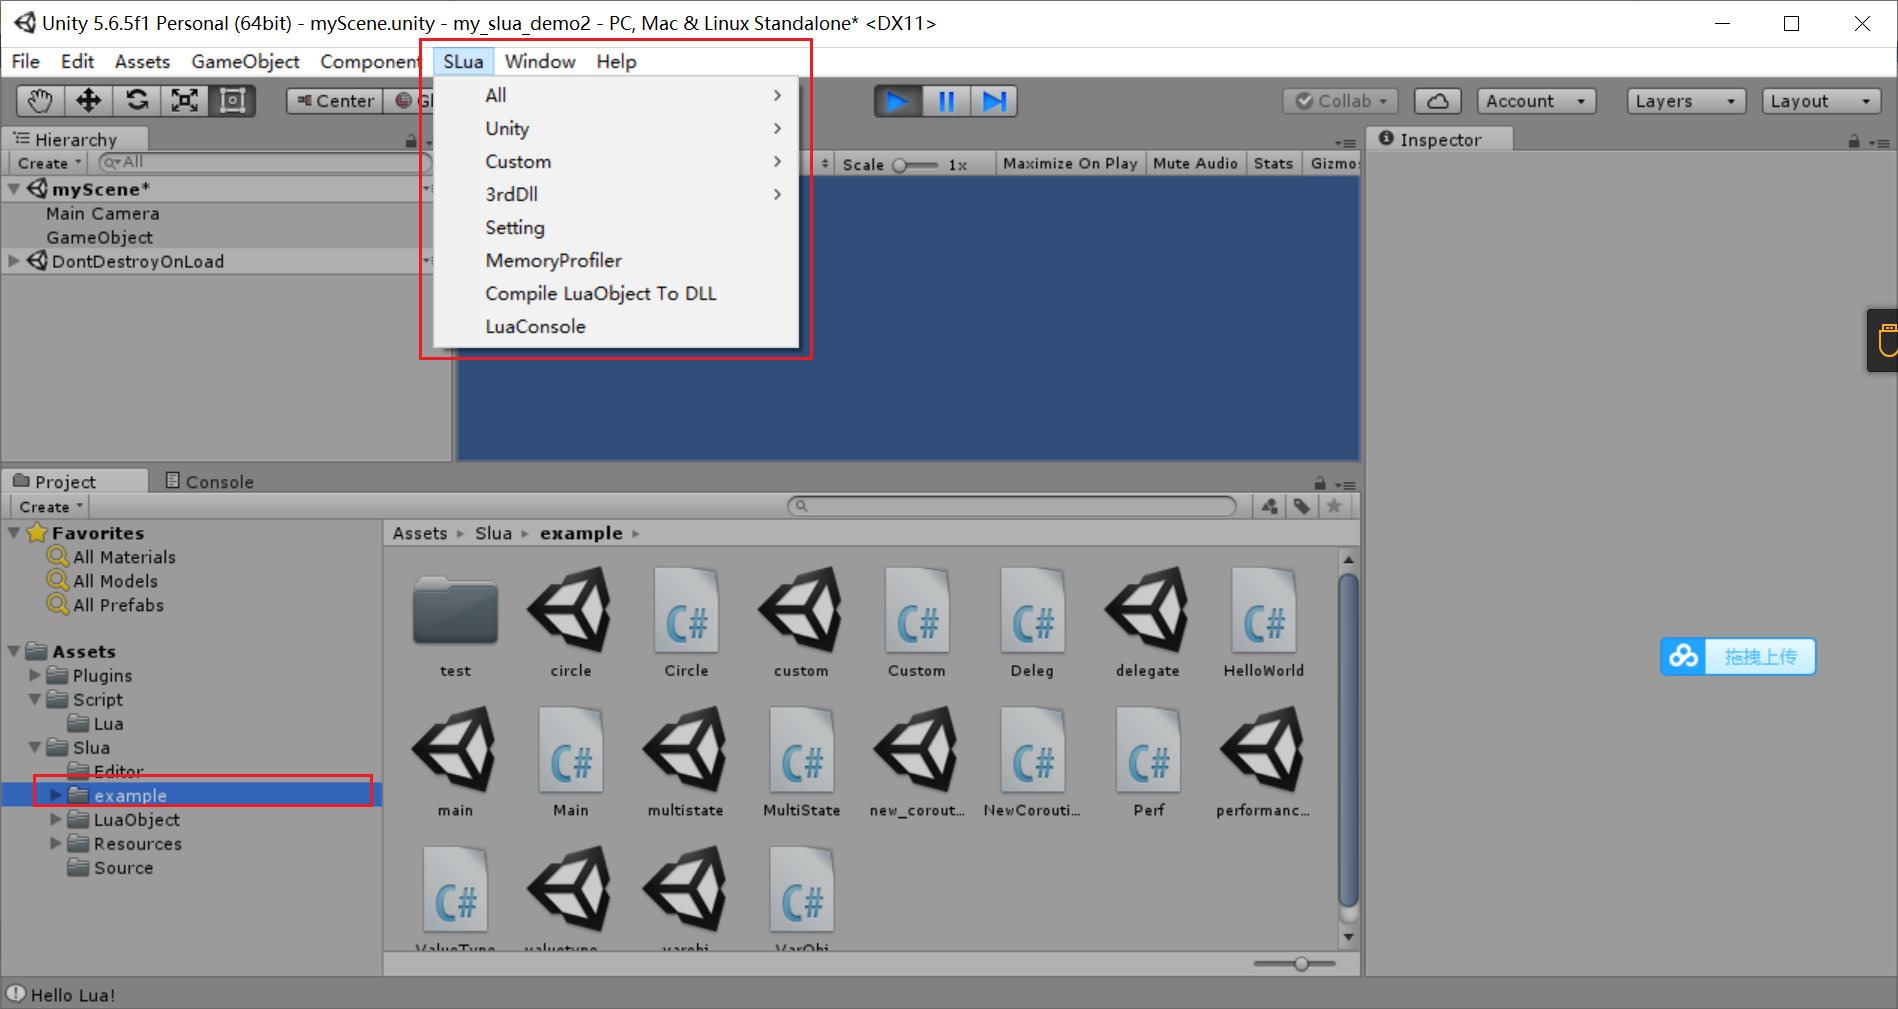 Unity 5.6.5f1 Personal (64bit) - myScene.unity - my_slua_demo2 - PC, Mac & Linux Standalone* <DX11>
File Edit Assets GameObject Component SLua Window Help
Center Gl Collab Account Layers Layout
All
Unity
Custom
3rdDll
Setting
MemoryProfiler
Compile LuaObject To DLL
LuaConsole
Hierarchy
Create All
myScene*
Main Camera
GameObject
DontDestroyOnLoad
Scale 1x Maximize On Play Mute Audio Stats Gizmos
Inspector
拖拽上传
Project Console
Create
Favorites
All Materials
All Models
All Prefabs
Assets
Plugins
Script
Lua
Slua
Editor
example
LuaObject
Resources
Source
Assets Slua example
test circle Circle custom Custom Deleg delegate HelloWorld
main Main multistate MultiState new_corout... NewCorouti... Perf performanc...
ValueType valuetype varobj VarObj
Hello Lua!